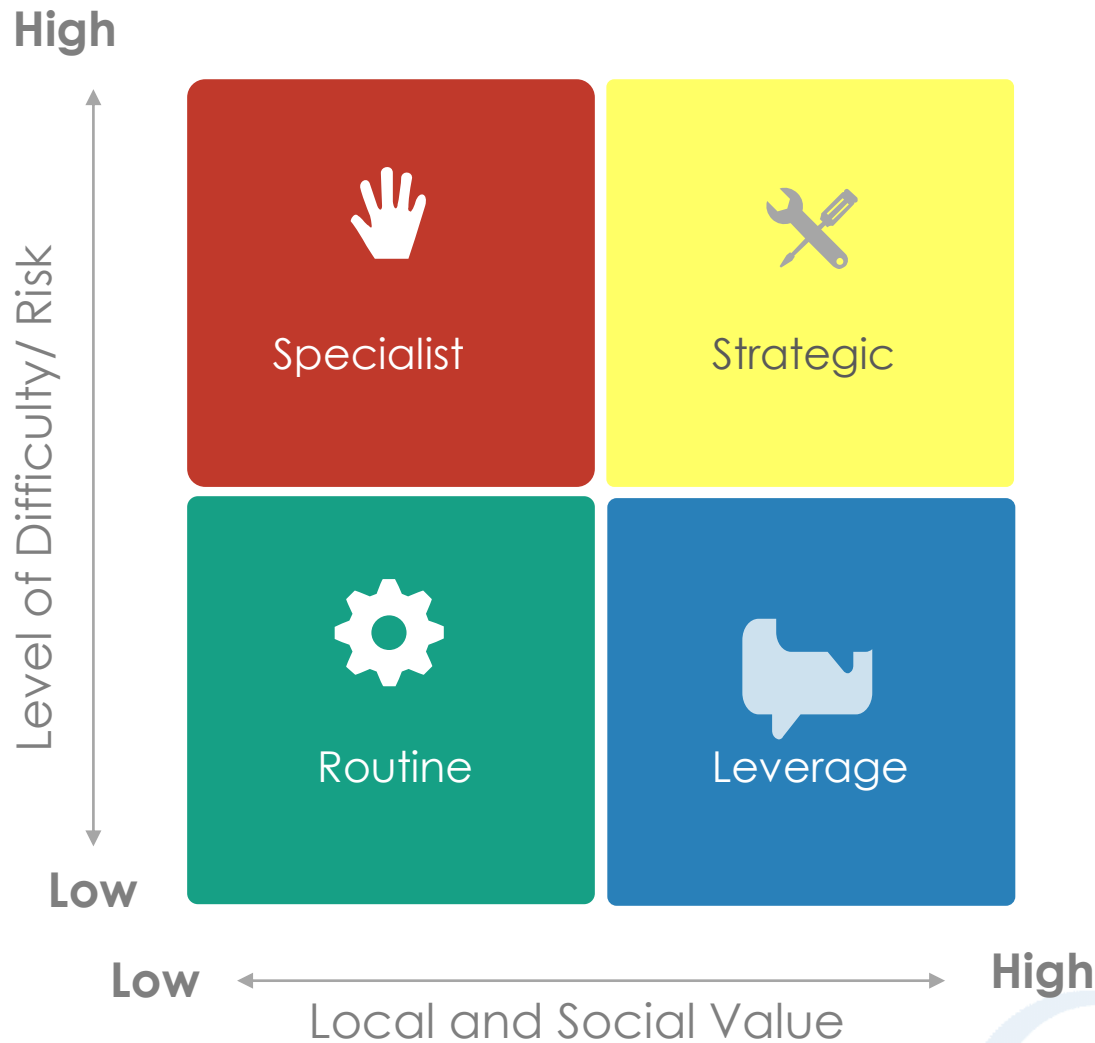 High
Level of Difficulty/ Risk
Specialist
Strategic
Routine
Leverage
Low
Low
High
Local and Social Value